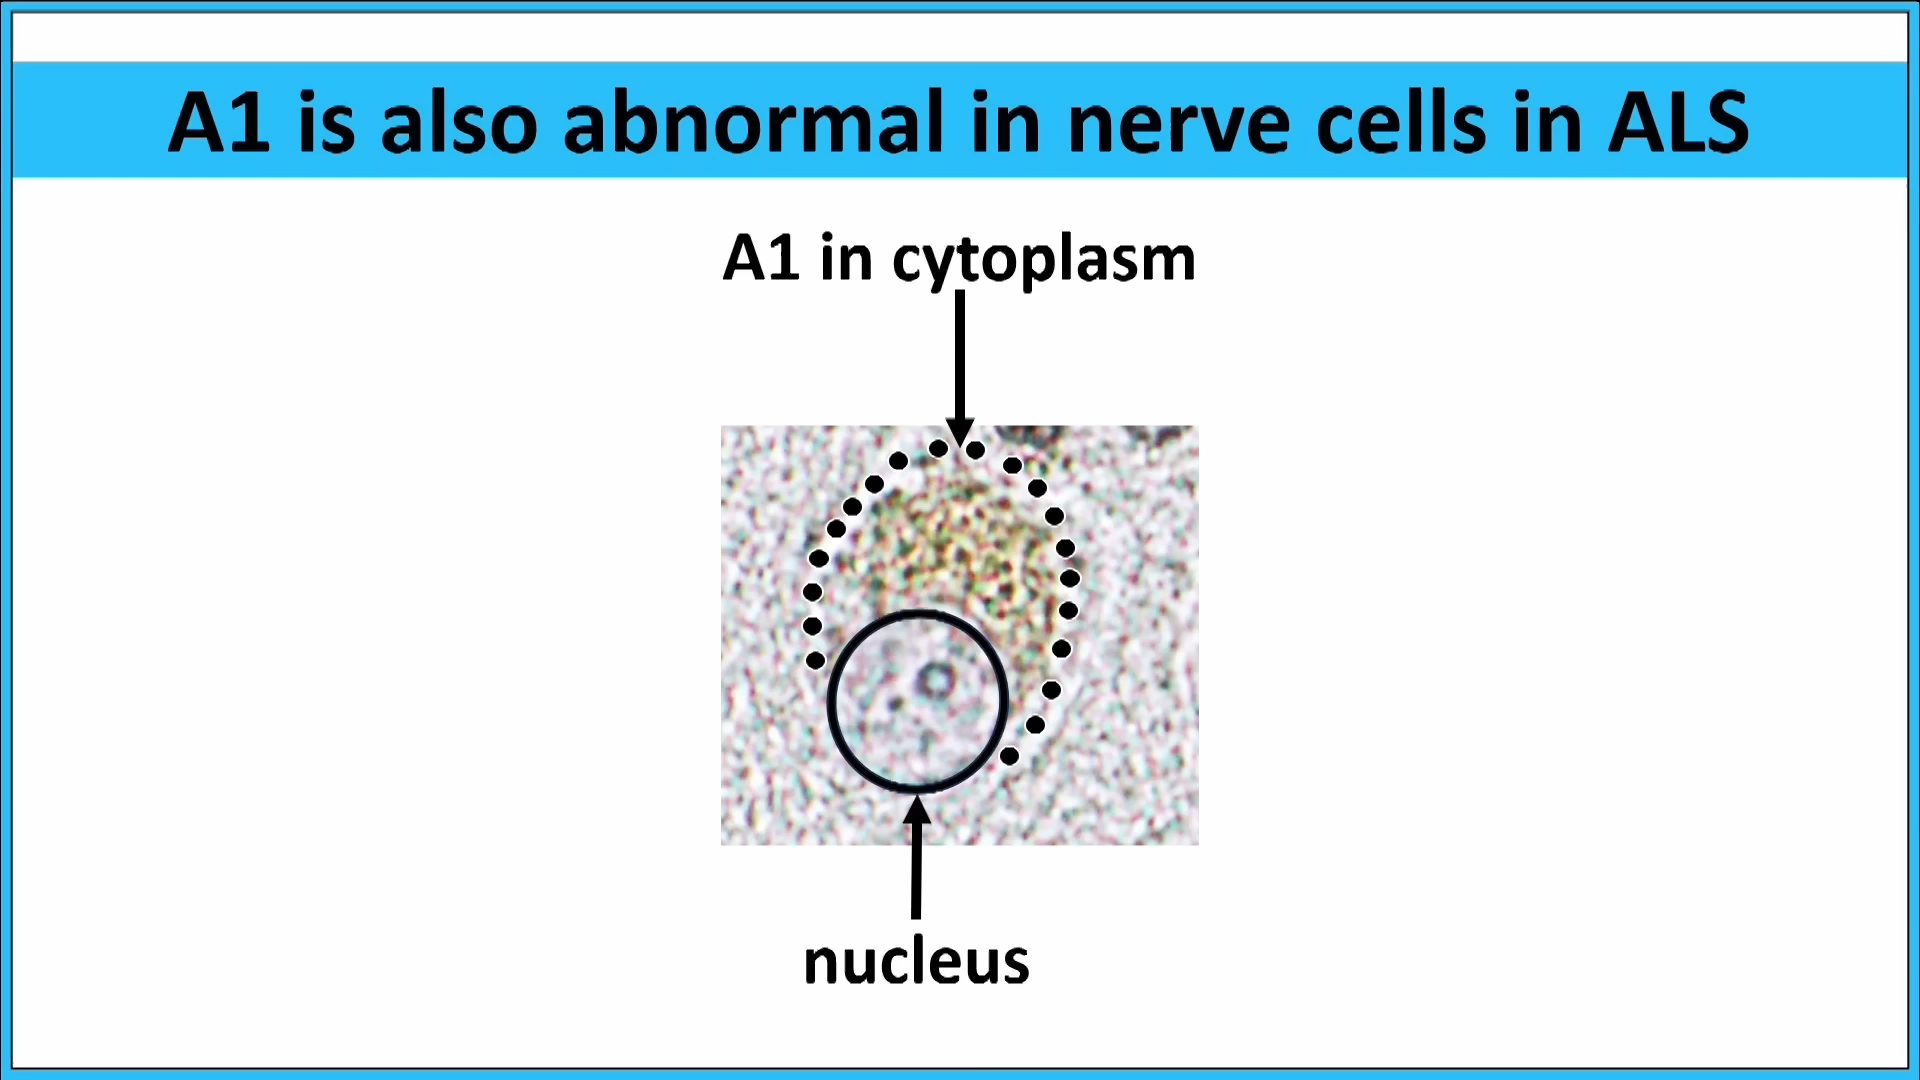 A1 is also abnormal in nerve cells in ALS
A1 in cytoplasm
nucleus